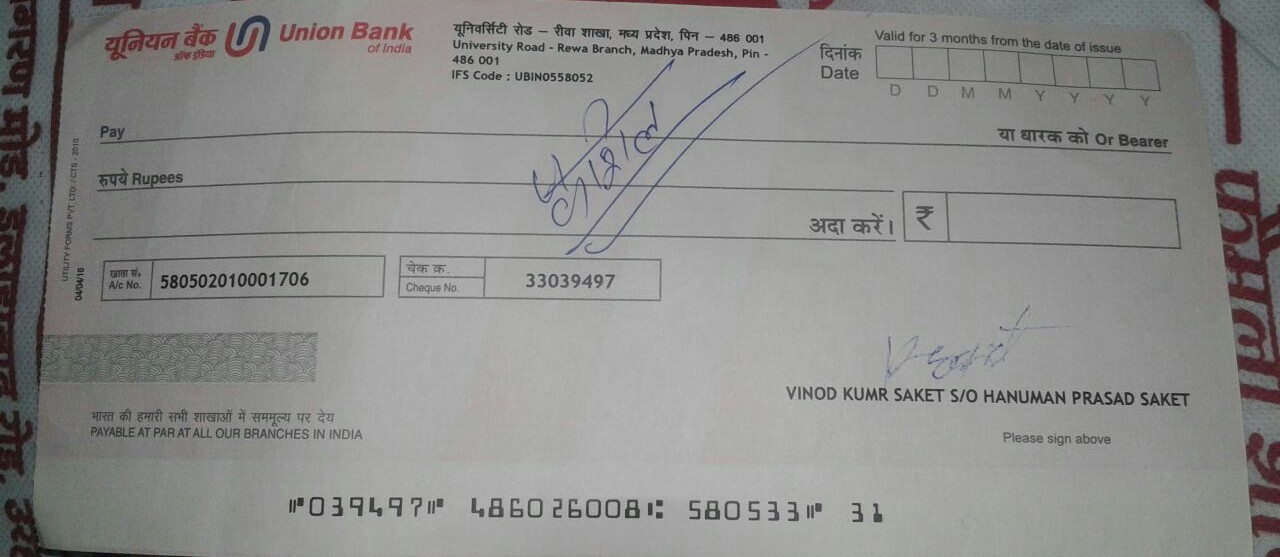 यूनियन बैंक Union Bank
ऑफ इंडिया of India
यूनिवर्सिटी रोड – रीवा शाखा, मध्य प्रदेश, पिन – 486 001
University Road - Rewa Branch, Madhya Pradesh, Pin -
486 001
IFS Code : UBIN0558052
Valid for 3 months from the date of issue
दिनांक
Date
D D M M Y Y Y Y
Pay
या धारक को Or Bearer
रुपये Rupees
अदा करें।
₹
खाता सं०
A/c No. 580502010001706
चेक क्र.
Cheque No. 33039497
UTILITY FORMS PVT. LTD. / CTS - 2010
04/04/16
VINOD KUMR SAKET S/O HANUMAN PRASAD SAKET
Please sign above
भारत की हमारी सभी शाखाओं में सममूल्य पर देय
PAYABLE AT PAR AT ALL OUR BRANCHES IN INDIA
⑈039497⑈ 486026008⑆ 580533⑈ 31